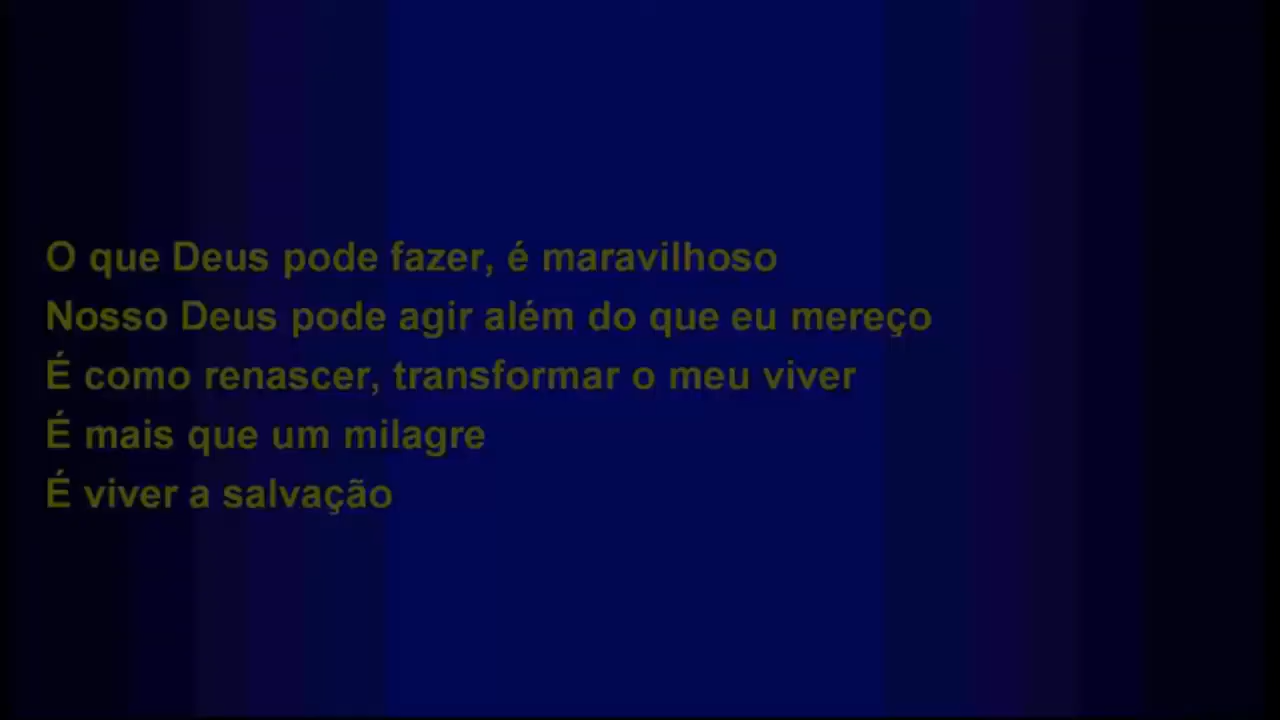 O que Deus pode fazer, é maravilhoso
Nosso Deus pode agir além do que eu mereço
É como renascer, transformar o meu viver
É mais que um milagre
É viver a salvação